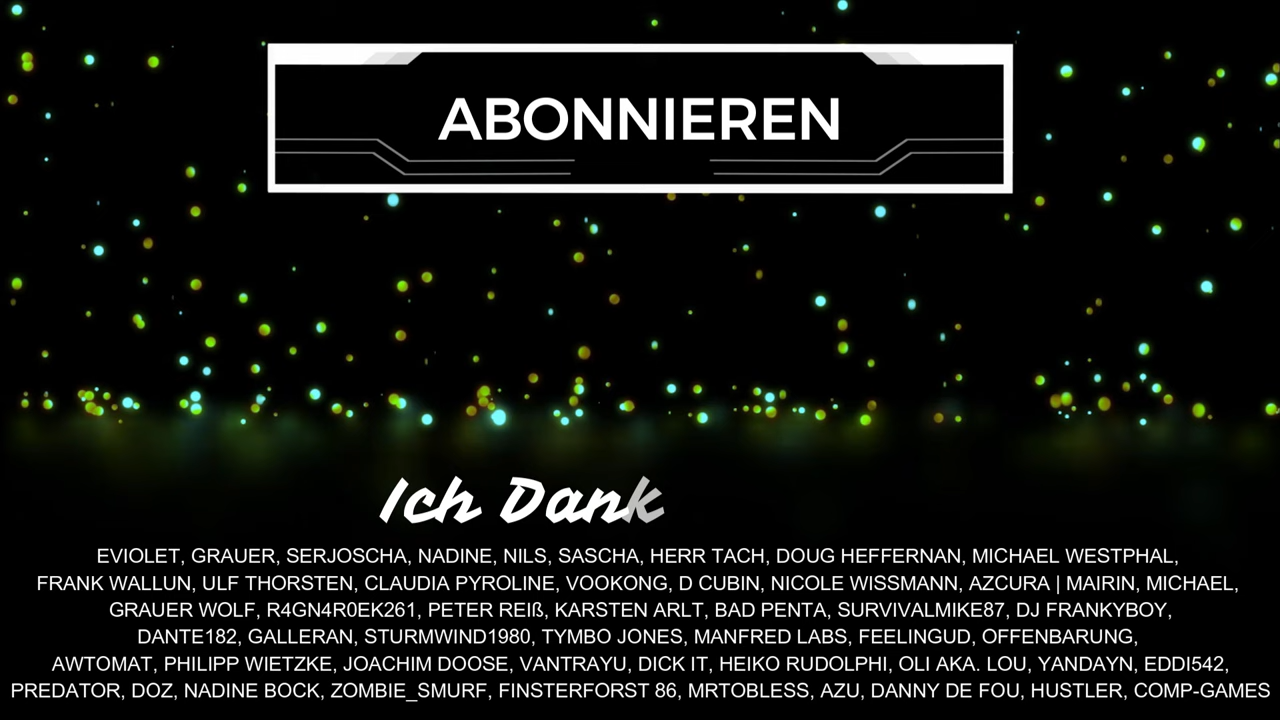 ABONNIEREN
Ich Dank
EVIOLET, GRAUER, SERJOSCHA, NADINE, NILS, SASCHA, HERR TACH, DOUG HEFFERNAN, MICHAEL WESTPHAL,
FRANK WALLUN, ULF THORSTEN, CLAUDIA PYROLINE, VOOKONG, D CUBIN, NICOLE WISSMANN, AZCURA | MAIRIN, MICHAEL,
GRAUER WOLF, R4GN4R0EK261, PETER REIß, KARSTEN ARLT, BAD PENTA, SURVIVALMIKE87, DJ FRANKYBOY,
DANTE182, GALLERAN, STURMWIND1980, TYMBO JONES, MANFRED LABS, FEELINGUD, OFFENBARUNG,
AWTOMAT, PHILIPP WIETZKE, JOACHIM DOOSE, VANTRAYU, DICK IT, HEIKO RUDOLPHI, OLI AKA. LOU, YANDAYN, EDDI542,
PREDATOR, DOZ, NADINE BOCK, ZOMBIE_SMURF, FINSTERFORST 86, MRTOBLESS, AZU, DANNY DE FOU, HUSTLER, COMP-GAMES